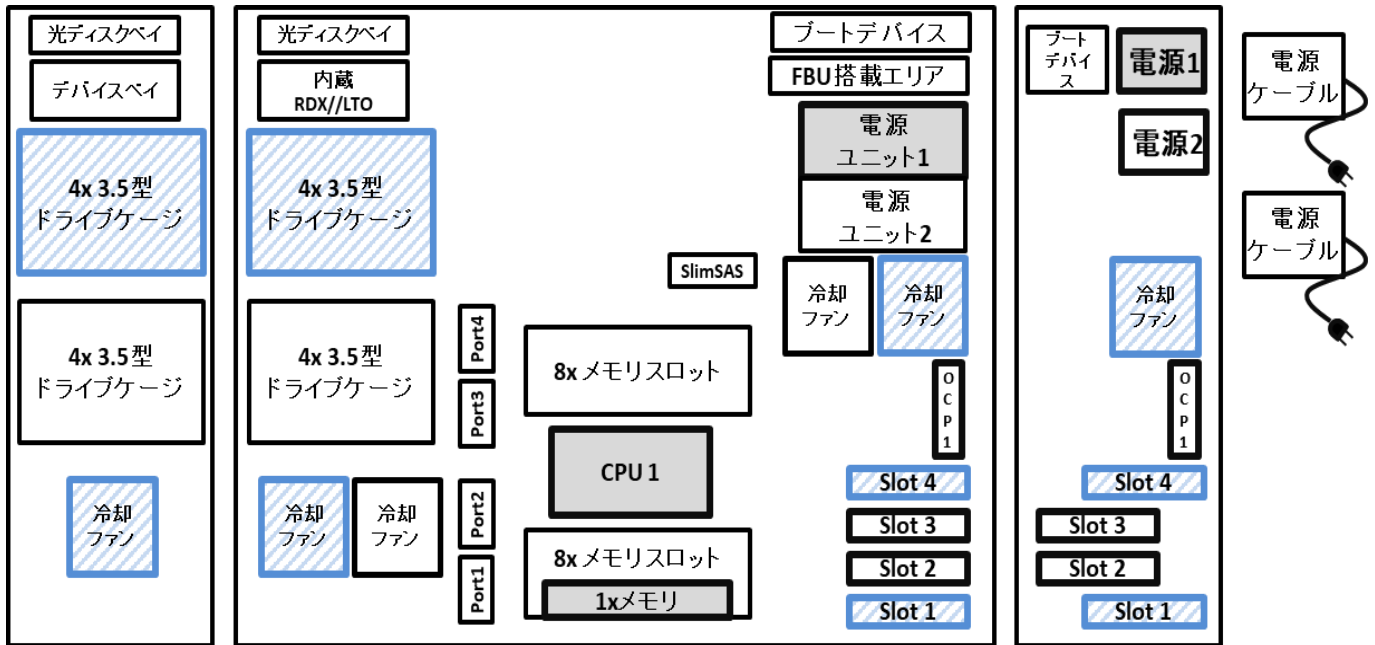 光ディスクベイ
デバイスベイ
4x 3.5型
ドライブケージ
4x 3.5型
ドライブケージ
冷却
ファン
光ディスクベイ
内蔵
RDX//LTO
4x 3.5型
ドライブケージ
4x 3.5型
ドライブケージ
冷却
ファン
冷却
ファン
Port4
Port3
Port2
Port1
SlimSAS
8x メモリスロット
CPU 1
8x メモリスロット
1xメモリ
ブートデバイス
FBU搭載エリア
電源
ユニット1
電源
ユニット2
冷却
ファン
冷却
ファン
OCP1
Slot 4
Slot 3
Slot 2
Slot 1
ブート
デバイ
ス
電源1
電源2
冷却
ファン
OCP1
Slot 4
Slot 3
Slot 2
Slot 1
電源
ケーブル
電源
ケーブル